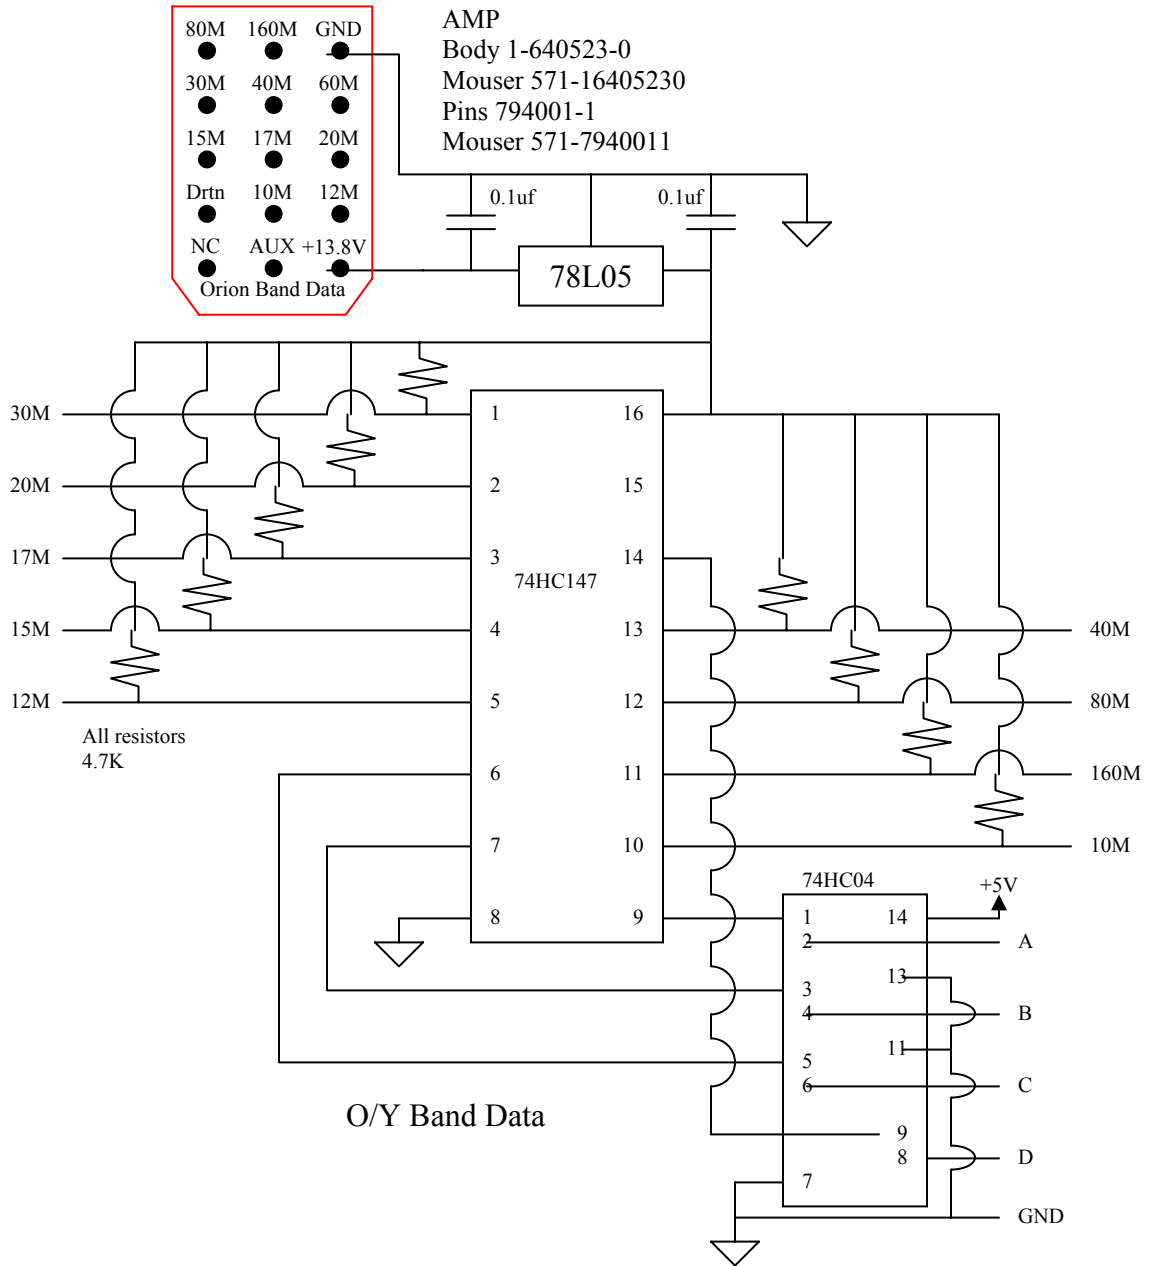 80M 160M GND
30M 40M 60M
15M 17M 20M
Drtn 10M 12M
NC AUX +13.8V
Orion Band Data
AMP
Body 1-640523-0
Mouser 571-16405230
Pins 794001-1
Mouser 571-7940011
0.1uf 0.1uf
78L05
30M 1 16
20M 2 15
17M 3 14
74HC147
15M 4 13 40M
12M 5 12 80M
All resistors
4.7K
6 11 160M
7 10 10M
74HC04 +5V
8 9 1 14
2 A
13
3
4 B
11
5
6 C
O/Y Band Data
9
8 D
7
GND